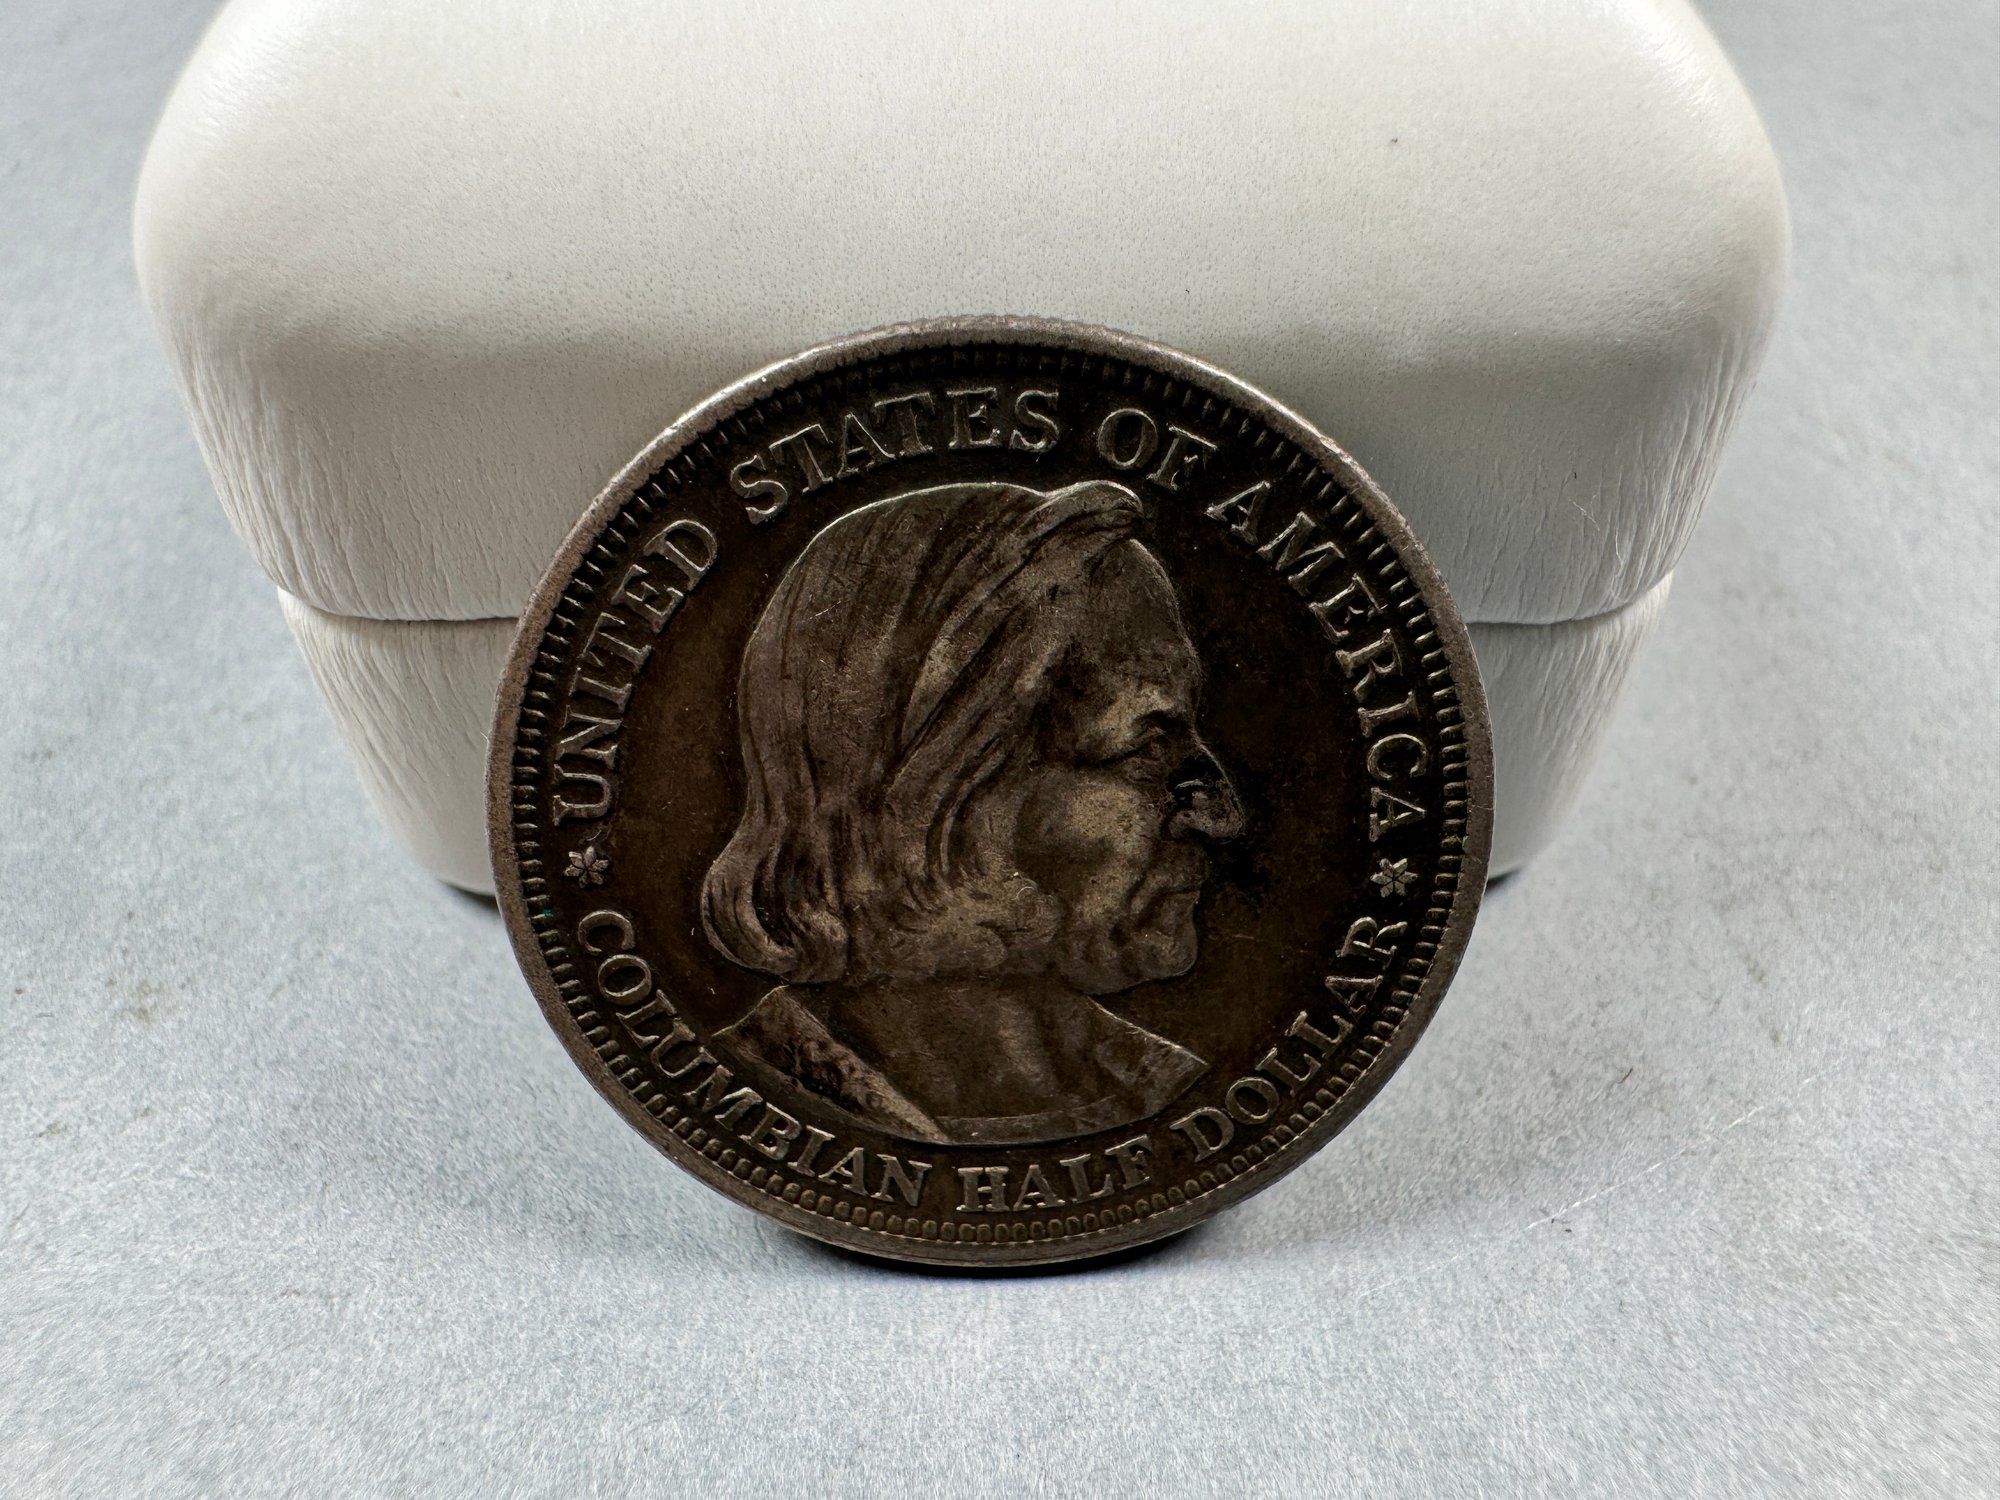 UNITED STATES OF AMERICA
COLUMBIAN HALF DOLLAR